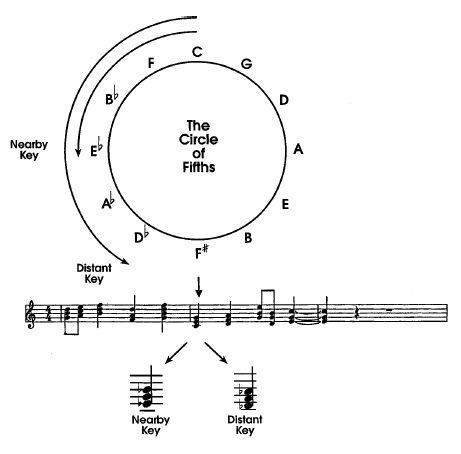 C
F
G
B♭
D
The
Circle
of
Fifths
Nearby
Key
E♭
A
A♭
E
D♭
B
F#
Distant
Key
Nearby
Key
Distant
Key